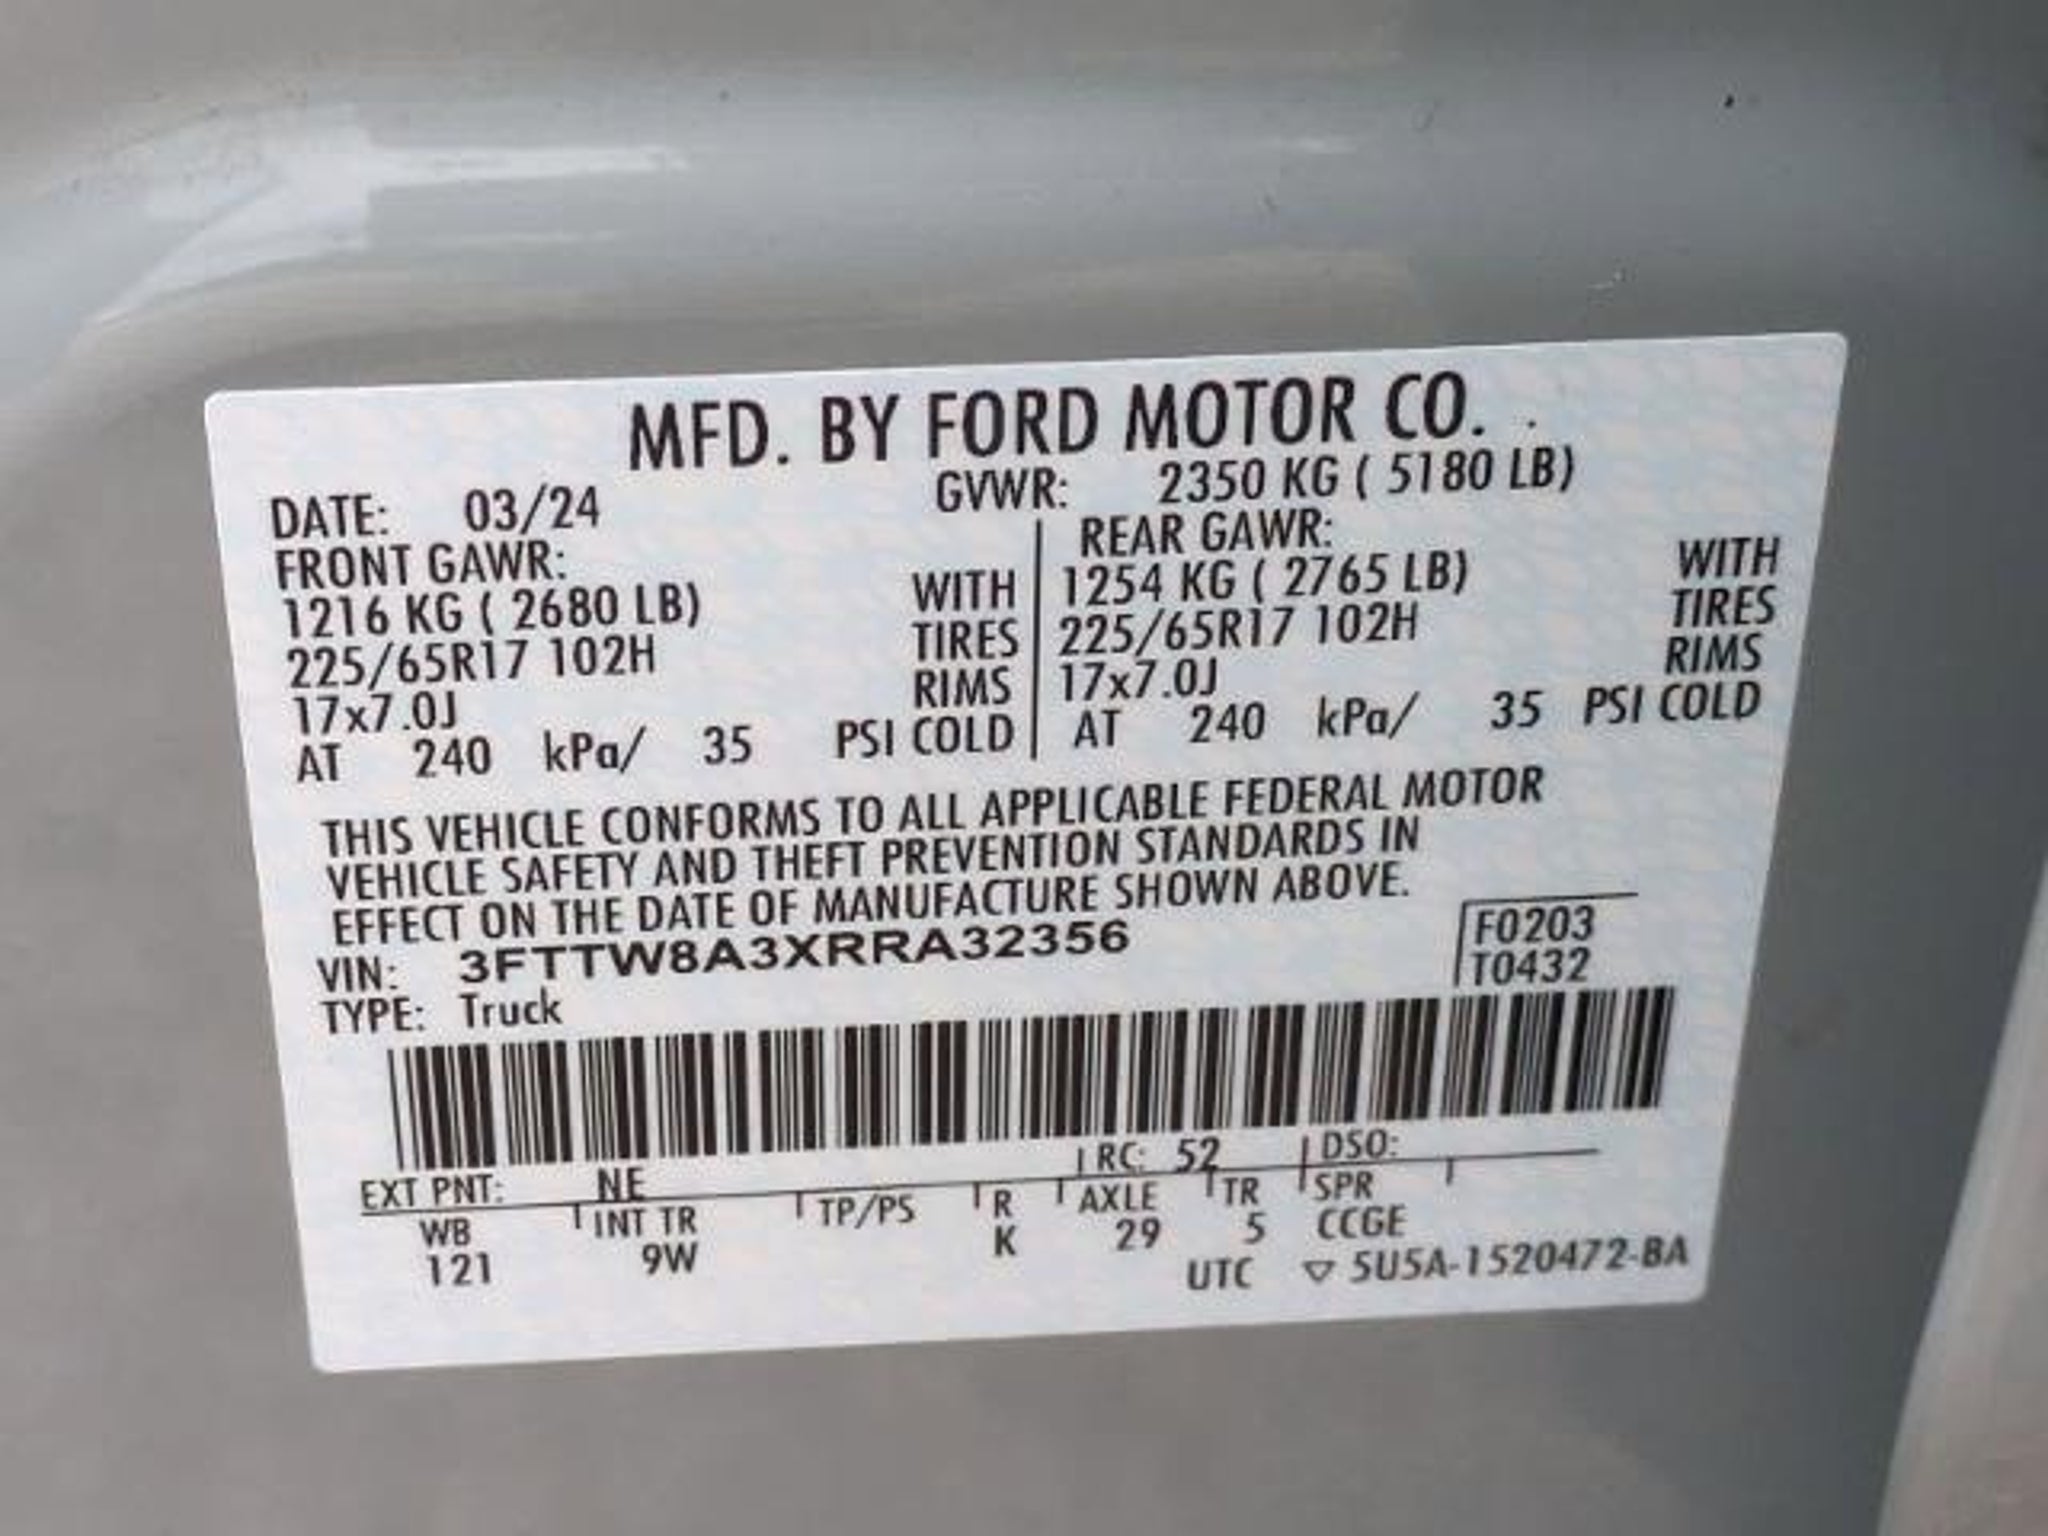 MFD. BY FORD MOTOR CO.
DATE: 03/24 GVWR: 2350 KG ( 5180 LB)
FRONT GAWR: REAR GAWR:
1216 KG ( 2680 LB) WITH 1254 KG ( 2765 LB) WITH
225/65R17 102H TIRES 225/65R17 102H TIRES
17x7.0J RIMS 17x7.0J RIMS
AT 240 kPa/ 35 PSI COLD AT 240 kPa/ 35 PSI COLD
THIS VEHICLE CONFORMS TO ALL APPLICABLE FEDERAL MOTOR
VEHICLE SAFETY AND THEFT PREVENTION STANDARDS IN
EFFECT ON THE DATE OF MANUFACTURE SHOWN ABOVE.
VIN: 3FTTW8A3XRRA32356 F0203
TYPE: Truck T0432
EXT PNT: NE RC: 52 DSO:
WB INT TR TP/PS R AXLE TR SPR
121 9W K 29 5 CCGE
UTC ▽ 5U5A-1520472-BA